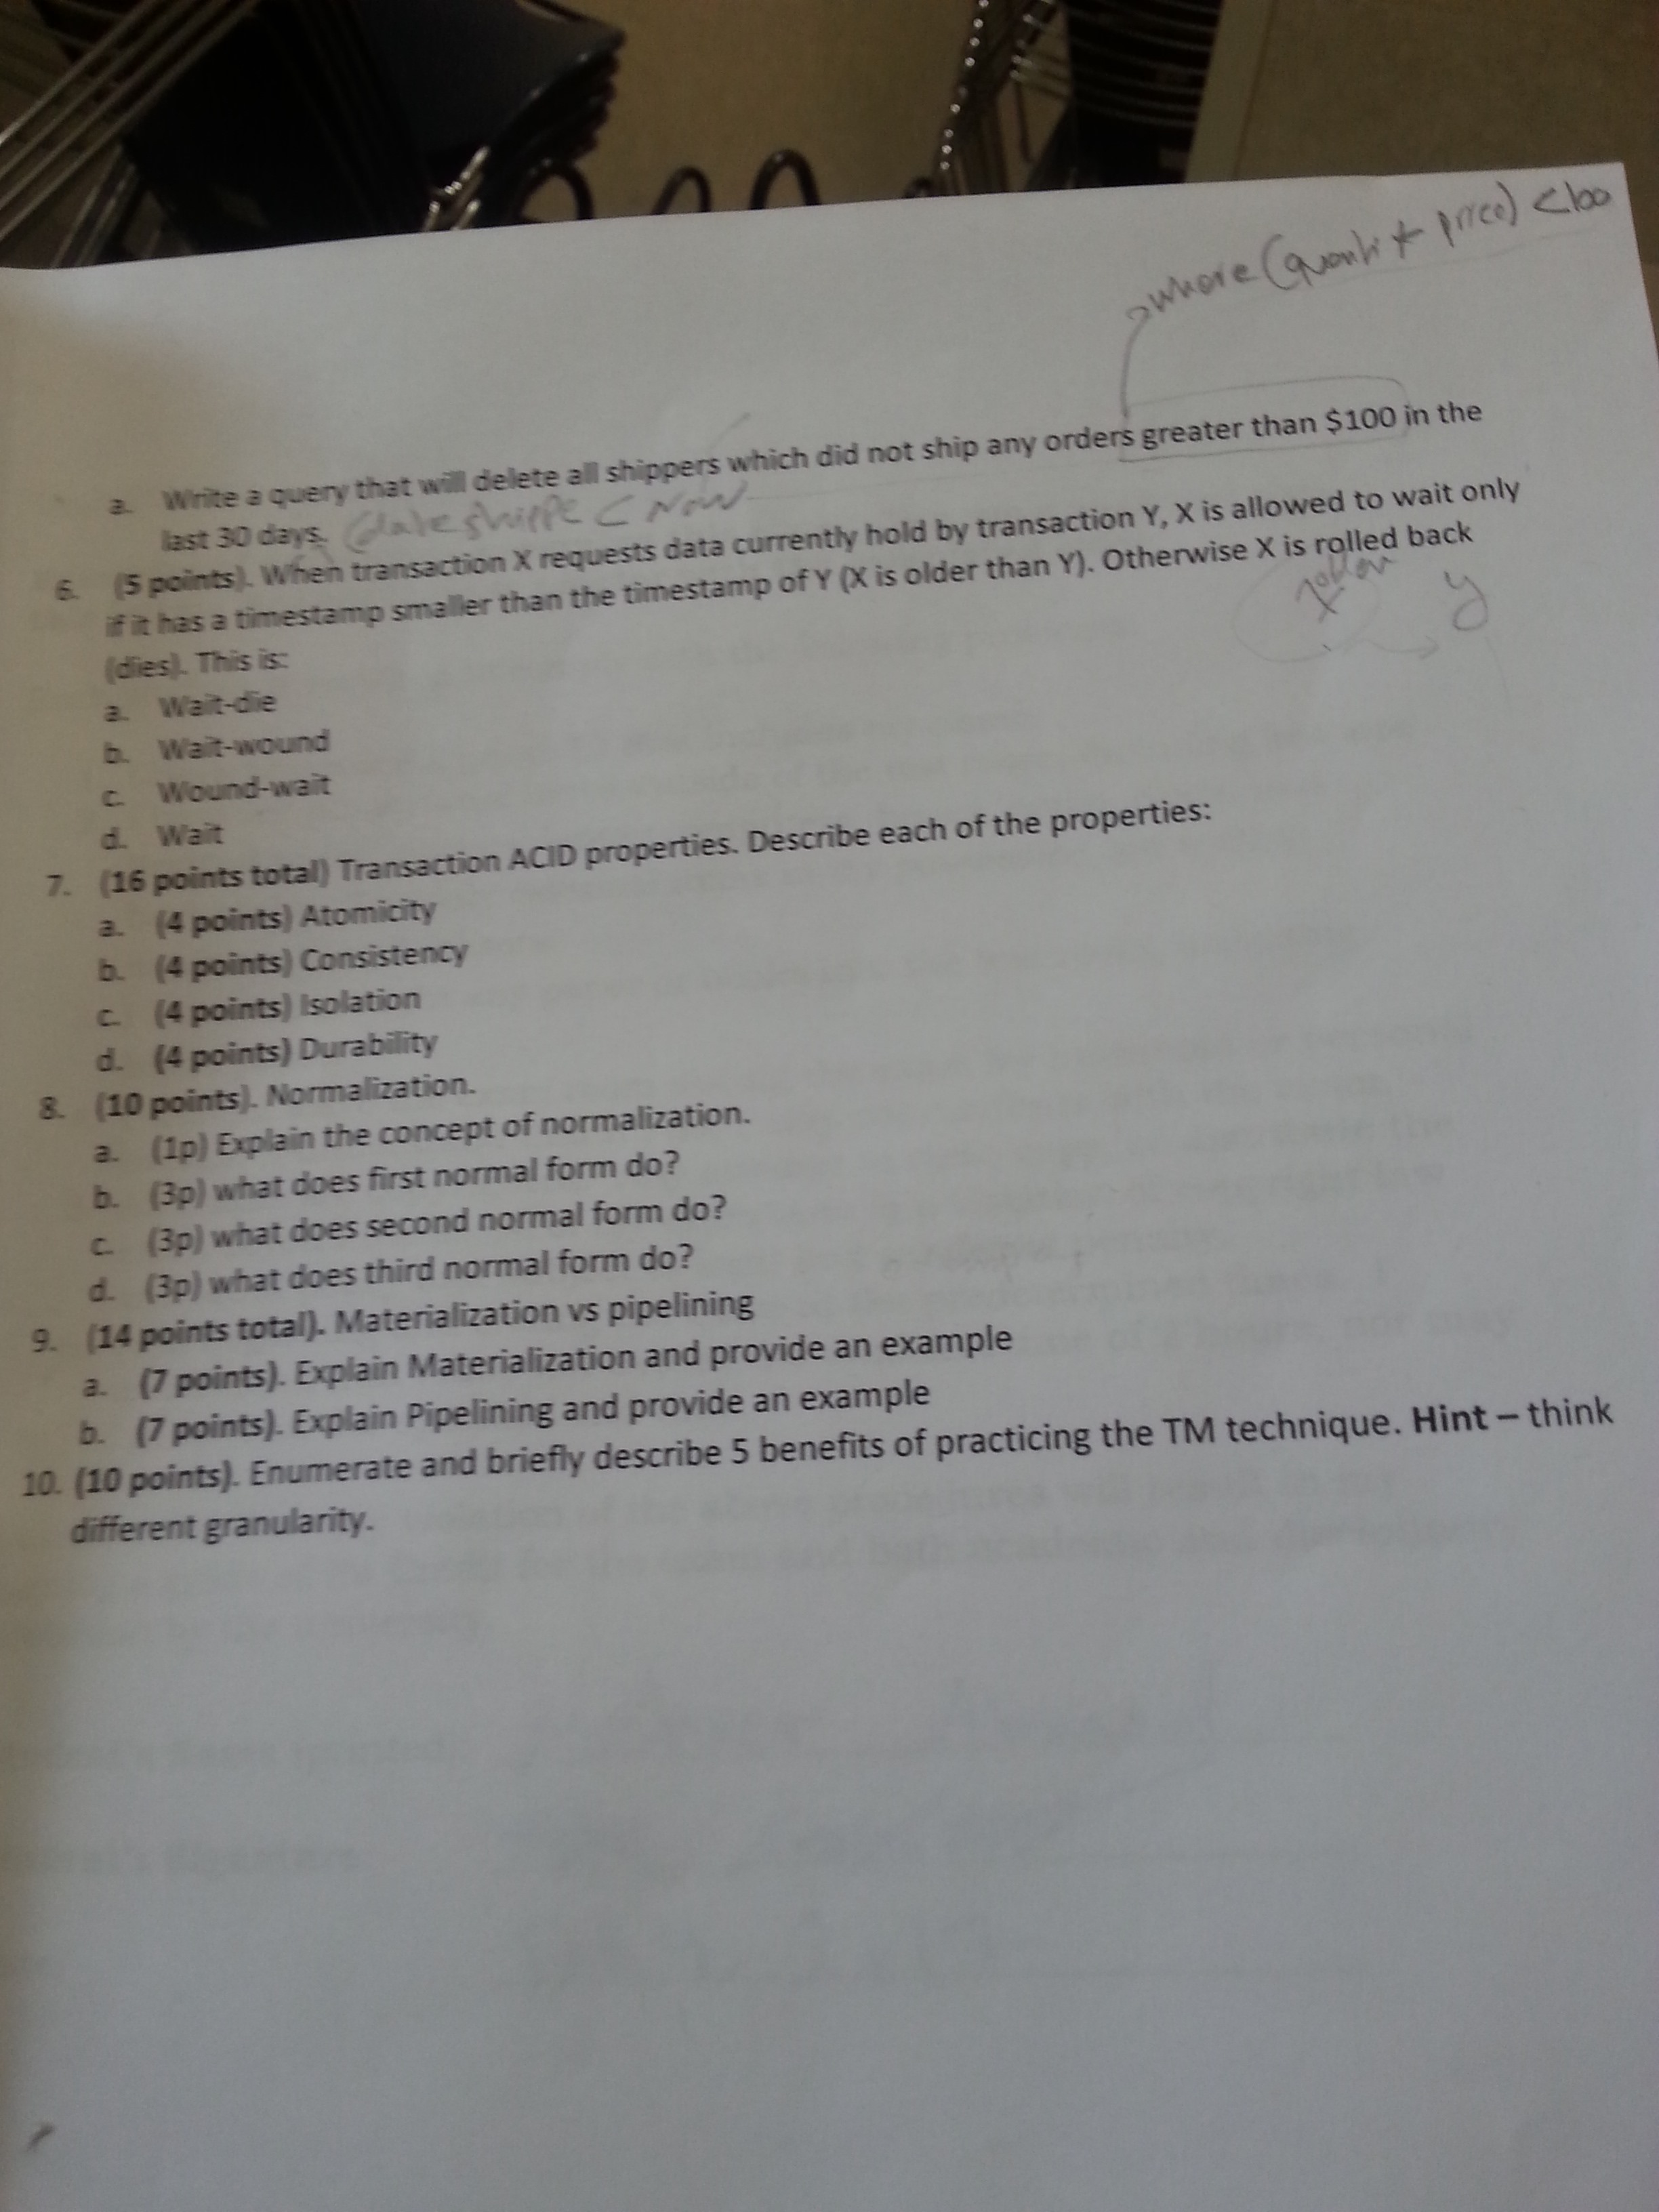 where (quanti * price) < 100
a. Write a query that will delete all shippers which did not ship any orders greater than $100 in the
last 30 days. (date shippe < Now
6. (5 points). When transaction X requests data currently hold by transaction Y, X is allowed to wait only
if it has a timestamp smaller than the timestamp of Y (X is older than Y). Otherwise X is rolled back
older
X y
(dies). This is:
a. Wait-die
b. Wait-wound
c. Wound-wait
d. Wait
7. (16 points total) Transaction ACID properties. Describe each of the properties:
a. (4 points) Atomicity
b. (4 points) Consistency
c. (4 points) Isolation
d. (4 points) Durability
8. (10 points). Normalization.
a. (1p) Explain the concept of normalization.
b. (3p) what does first normal form do?
c. (3p) what does second normal form do?
d. (3p) what does third normal form do?
9. (14 points total). Materialization vs pipelining
a. (7 points). Explain Materialization and provide an example
b. (7 points). Explain Pipelining and provide an example
10. (10 points). Enumerate and briefly describe 5 benefits of practicing the TM technique. Hint – think
different granularity.